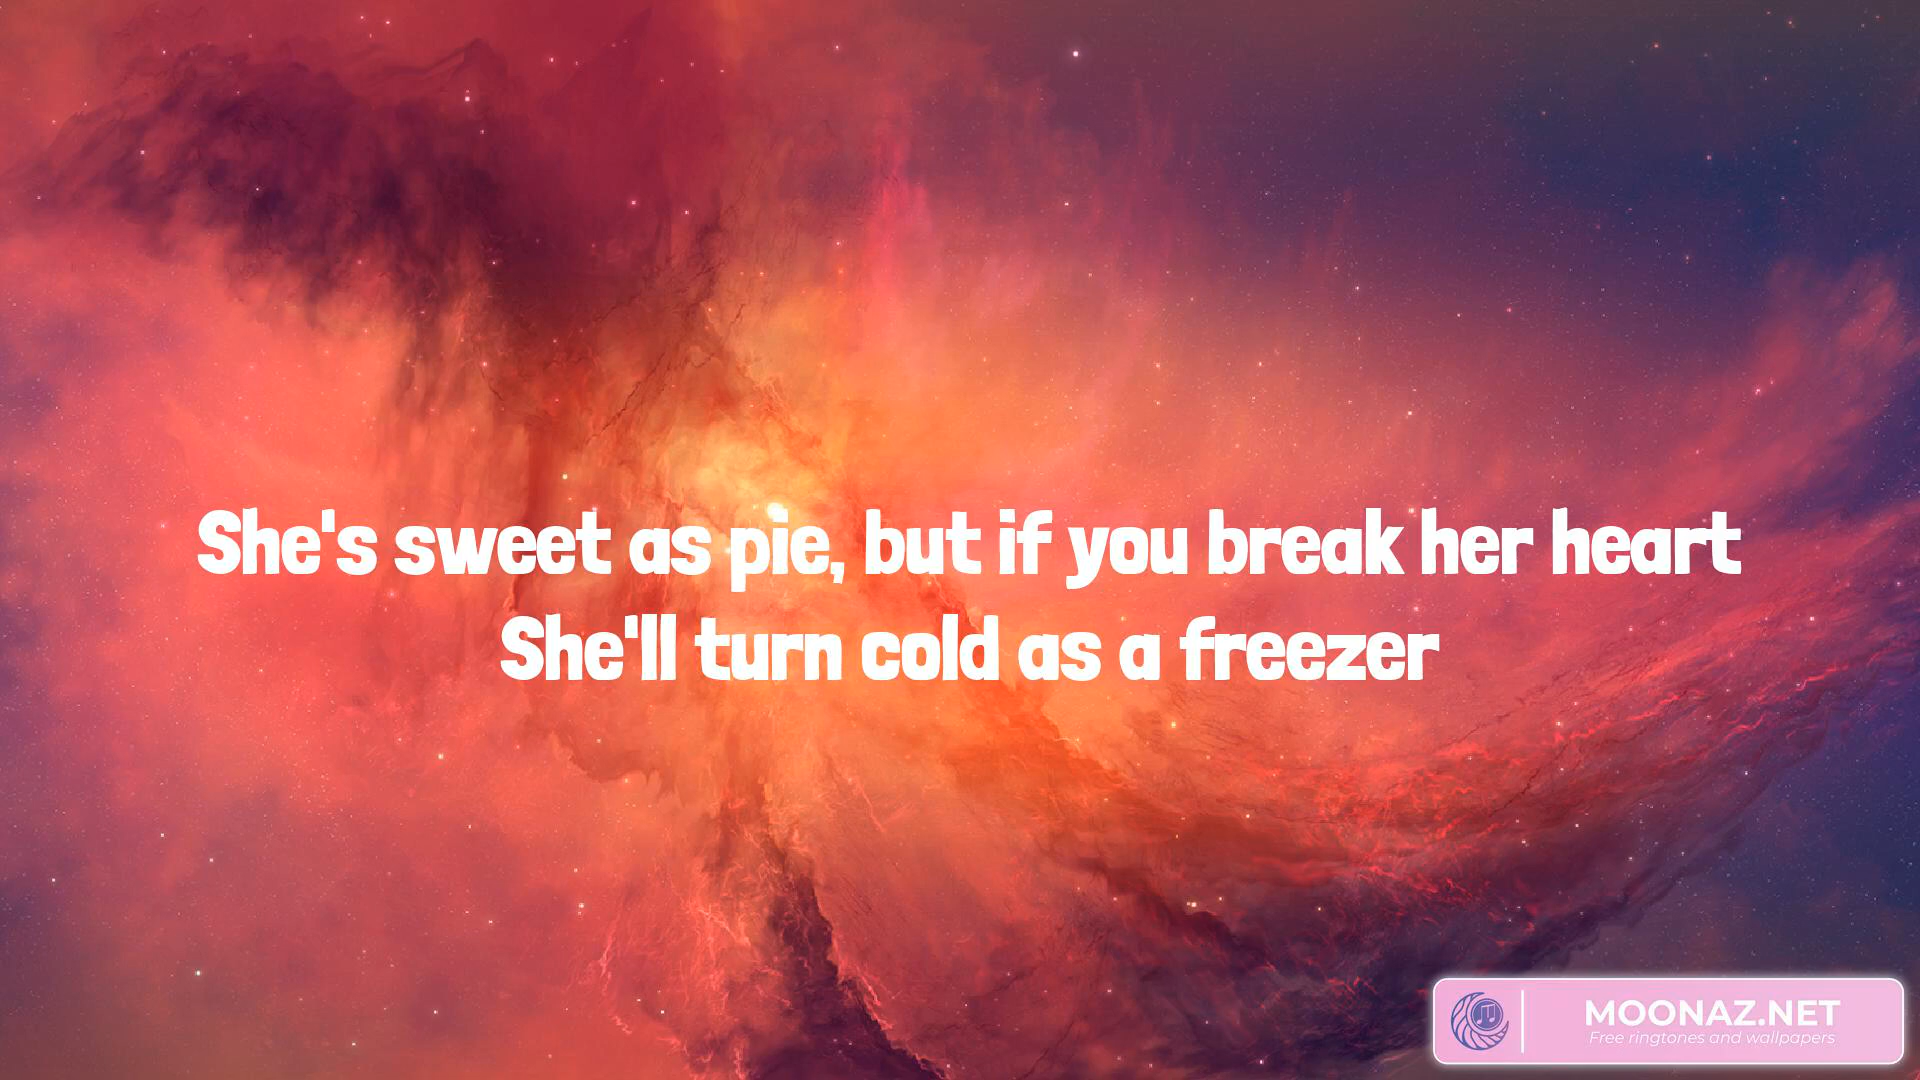 She's sweet as pie, but if you break her heart
She'll turn cold as a freezer
MOONAZ.NET
Free ringtones and wallpapers